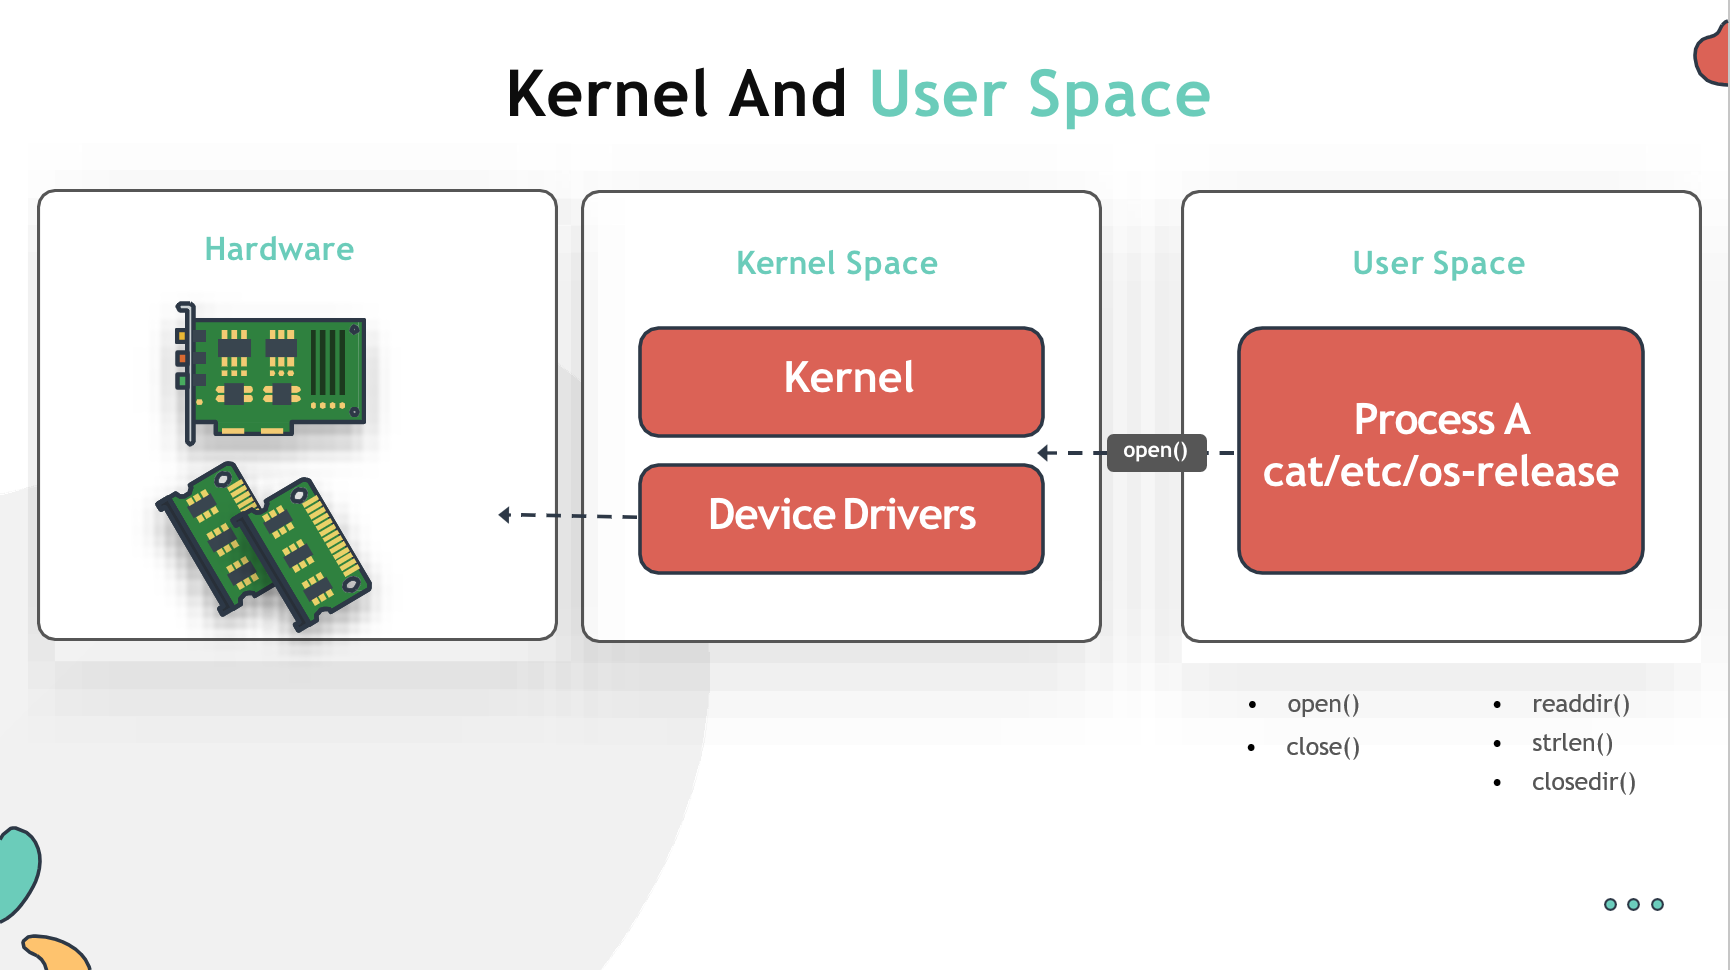 Kernel And User Space
Hardware
Kernel Space
Kernel
Device Drivers
open()
User Space
Process A
cat/etc/os-release
• open()
• close()
• readdir()
• strlen()
• closedir()